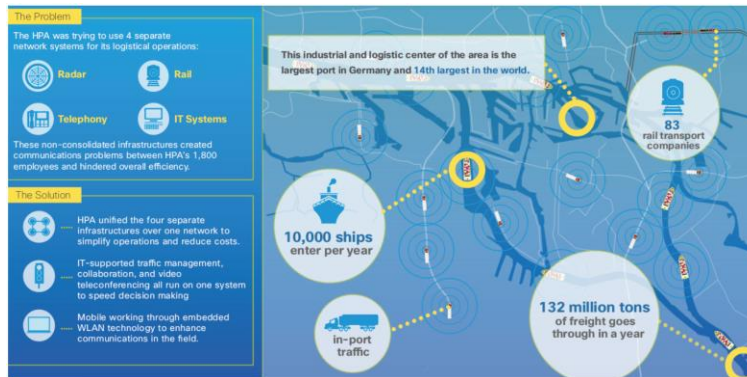 The Problem
The HPA was trying to use 4 separate
network systems for its logistical operations:
Radar
Rail
Telephony
IT Systems
These non-consolidated infrastructures created
communications problems between HPA's 1,800
employees and hindered overall efficiency.
The Solution
HPA unified the four separate
infrastructures over one network to
simplify operations and reduce costs.
IT-supported traffic management,
collaboration, and video
teleconferencing all run on one system
to speed decision making
Mobile working through embedded
WLAN technology to enhance
communications in the field.
This industrial and logistic center of the area is the
largest port in Germany and 14th largest in the world.
83
rail transport
companies
10,000 ships
enter per year
in-port
traffic
132 million tons
of freight goes
through in a year